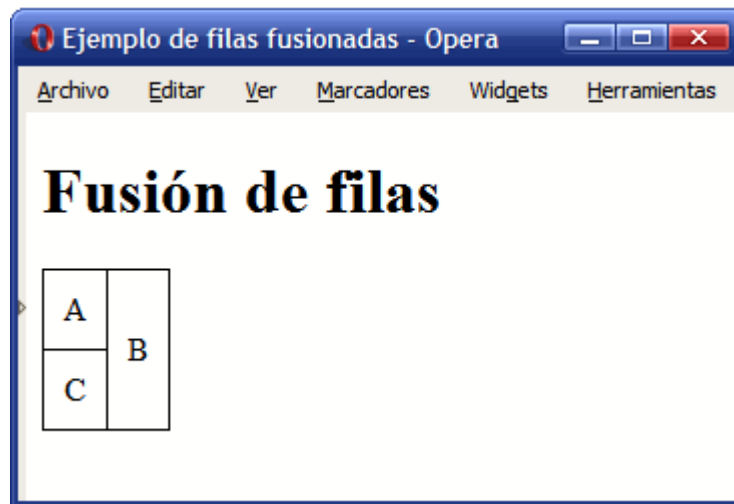 Ejemplo de filas fusionadas - Opera
Archivo Editar Ver Marcadores Widgets Herramientas
Fusión de filas
A
B
C